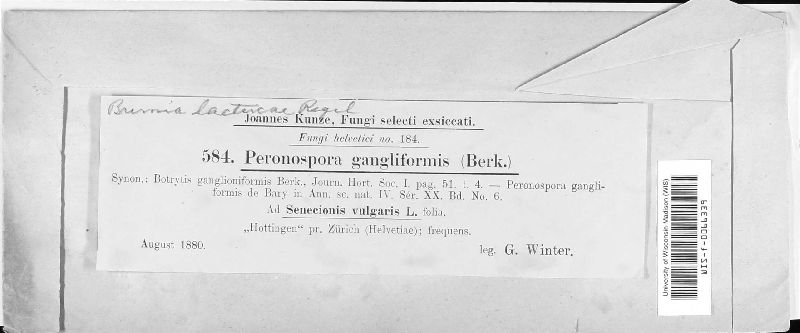 Bremia lactucae Regel
Joannes Kunze, Fungi selecti exsiccati.
Fungi helvetici no. 184.
584. Peronospora gangliformis (Berk.)
Synon.: Botrytis ganglioniformis Berk., Journ. Hort. Soc. I. pag. 51. t. 4. — Peronospora gangli-
formis de Bary in Ann. sc. nat. IV. Sér. XX. Bd. No. 6.
Ad Senecionis vulgaris L. folia.
„Hottingen“ pr. Zürich (Helvetiae); frequens.
August 1880.
leg. G. Winter.
University of Wisconsin Madison (WIS)
WIS-f-0066339